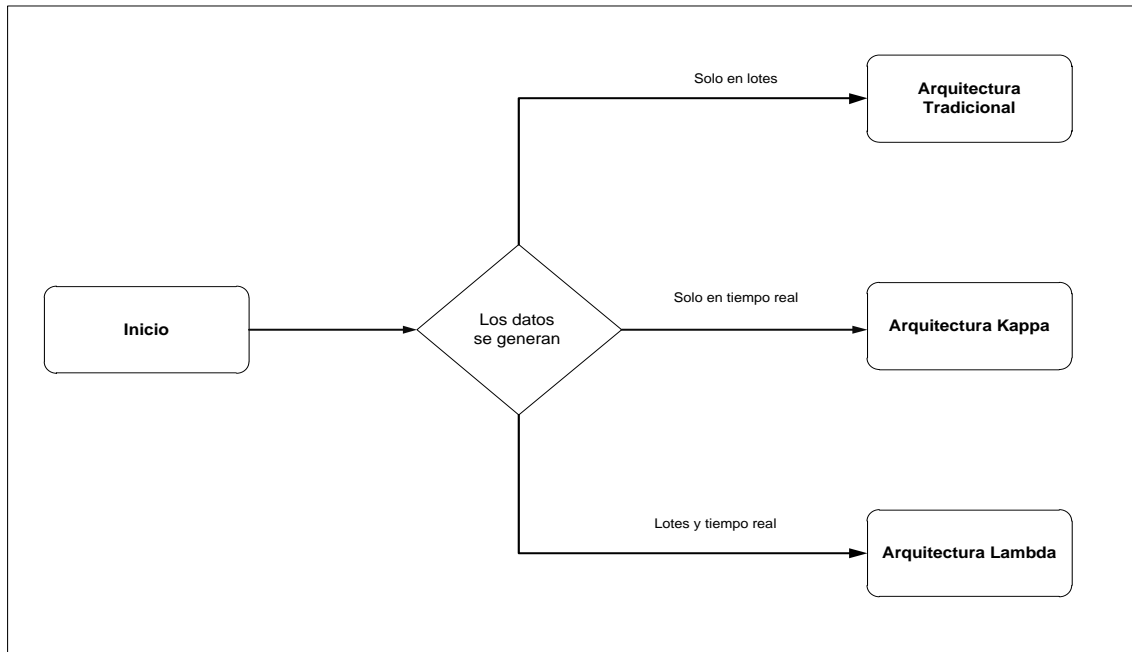 Solo en lotes
Arquitectura
Tradicional
Inicio
Los datos
se generan
Solo en tiempo real
Arquitectura Kappa
Lotes y tiempo real
Arquitectura Lambda